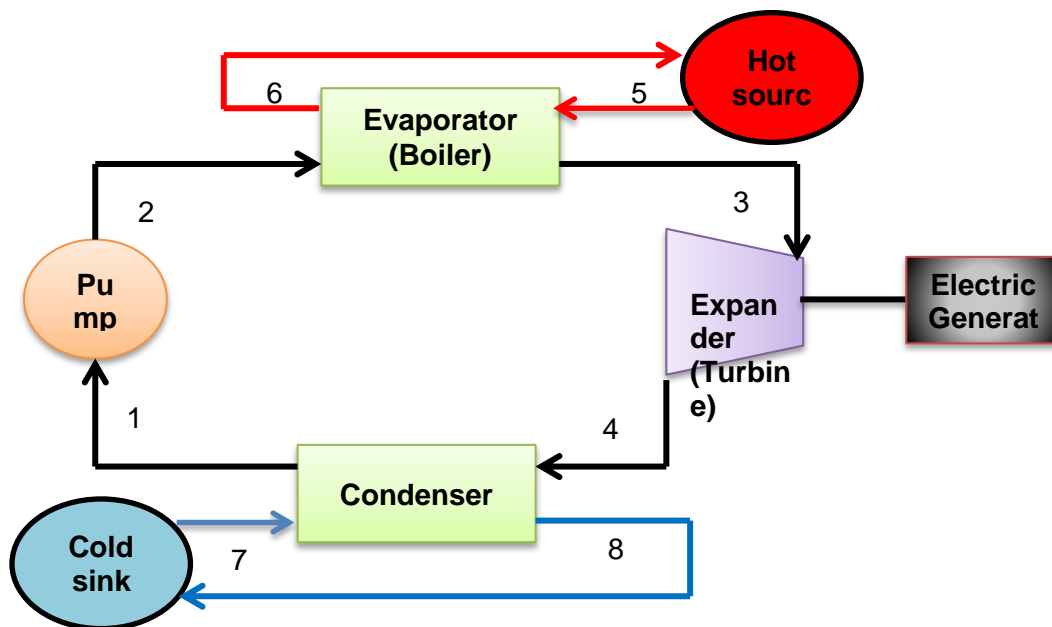 Hot
sourc
6
5
Evaporator
(Boiler)
2
3
Pu
mp
Electric
Generat
Expan
der
(Turbin
e)
1
4
Condenser
Cold
sink
7
8